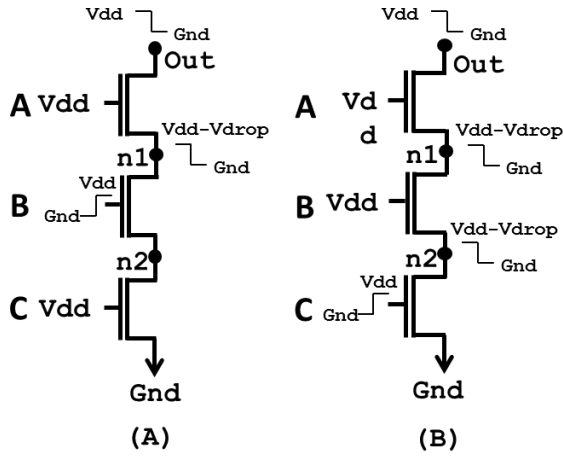 Vdd
Gnd
Out
A Vdd
Vdd-Vdrop
n1
Gnd
Vdd
B
Gnd
n2
C Vdd
Gnd
(A)
Vdd
Gnd
Out
A Vd
d
Vdd-Vdrop
n1
Gnd
B Vdd
Vdd-Vdrop
n2
Gnd
Vdd
C Gnd
Gnd
(B)